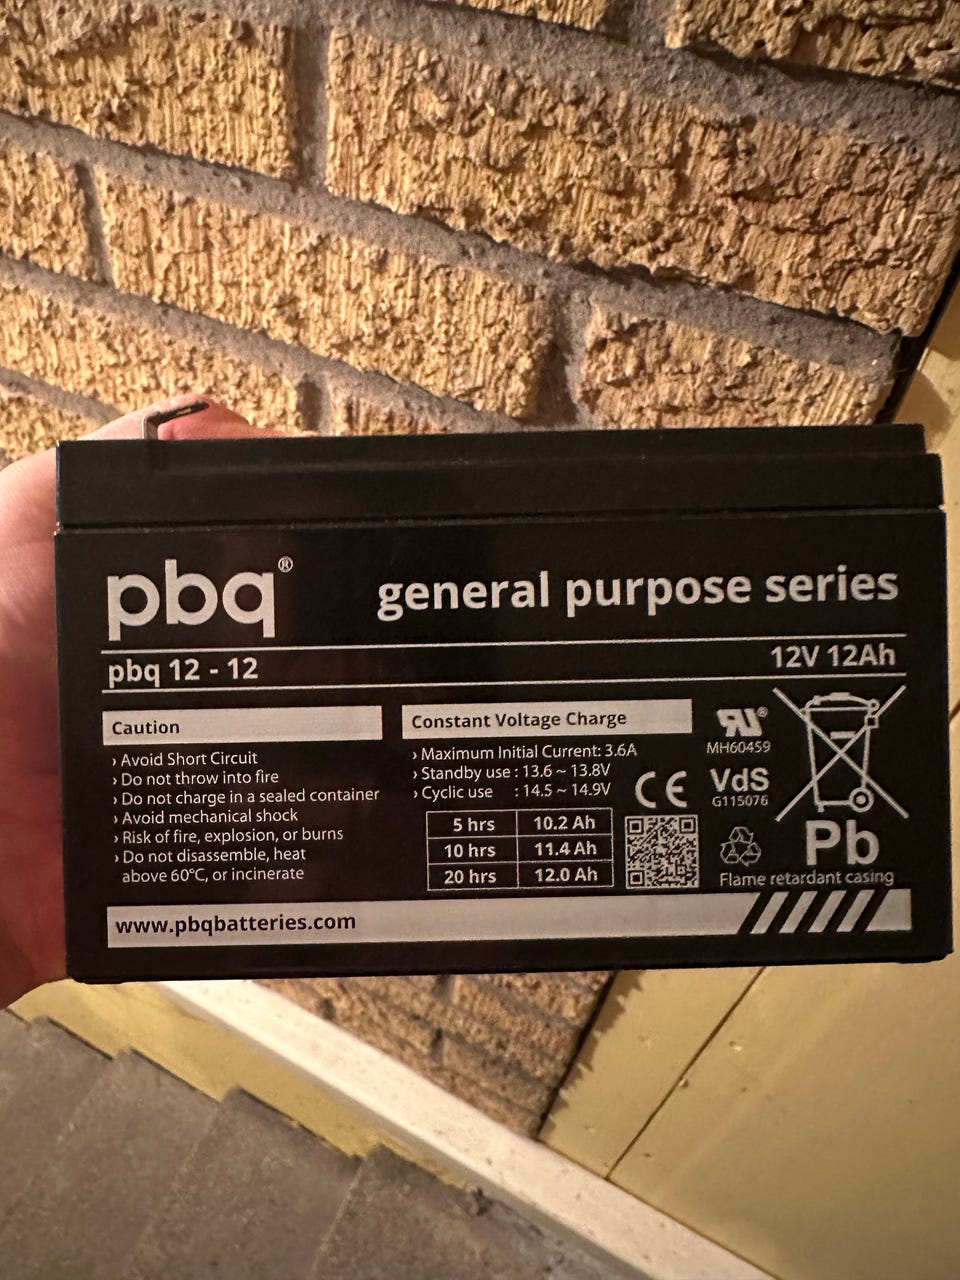 pbq®
general purpose series
pbq 12 - 12
12V 12Ah
Caution
› Avoid Short Circuit
› Do not throw into fire
› Do not charge in a sealed container
› Avoid mechanical shock
› Risk of fire, explosion, or burns
› Do not disassemble, heat
above 60°C, or incinerate
Constant Voltage Charge
› Maximum Initial Current: 3.6A
› Standby use : 13.6 ~ 13.8V
› Cyclic use : 14.5 ~ 14.9V
5 hrs 10.2 Ah
10 hrs 11.4 Ah
20 hrs 12.0 Ah
CE
RU®
MH60459
VdS
G115076
Pb
Flame retardant casing
www.pbqbatteries.com